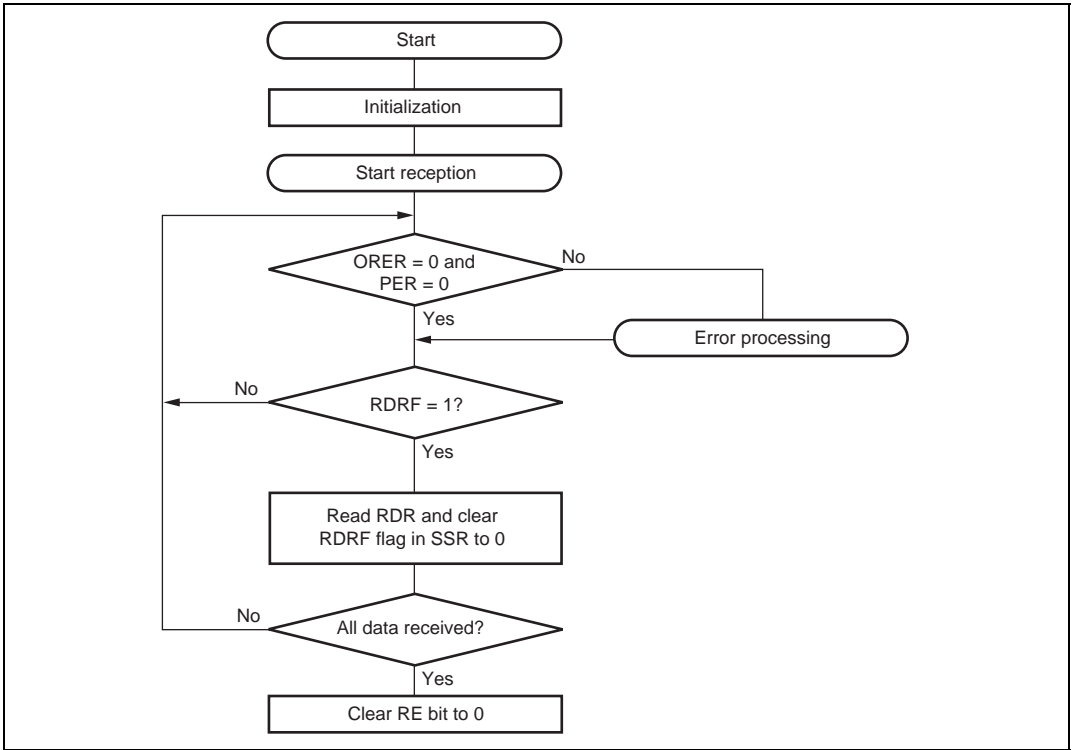 Start
Initialization
Start reception
ORER = 0 and
PER = 0
No
Yes
Error processing
No
RDRF = 1?
Yes
Read RDR and clear
RDRF flag in SSR to 0
No
All data received?
Yes
Clear RE bit to 0